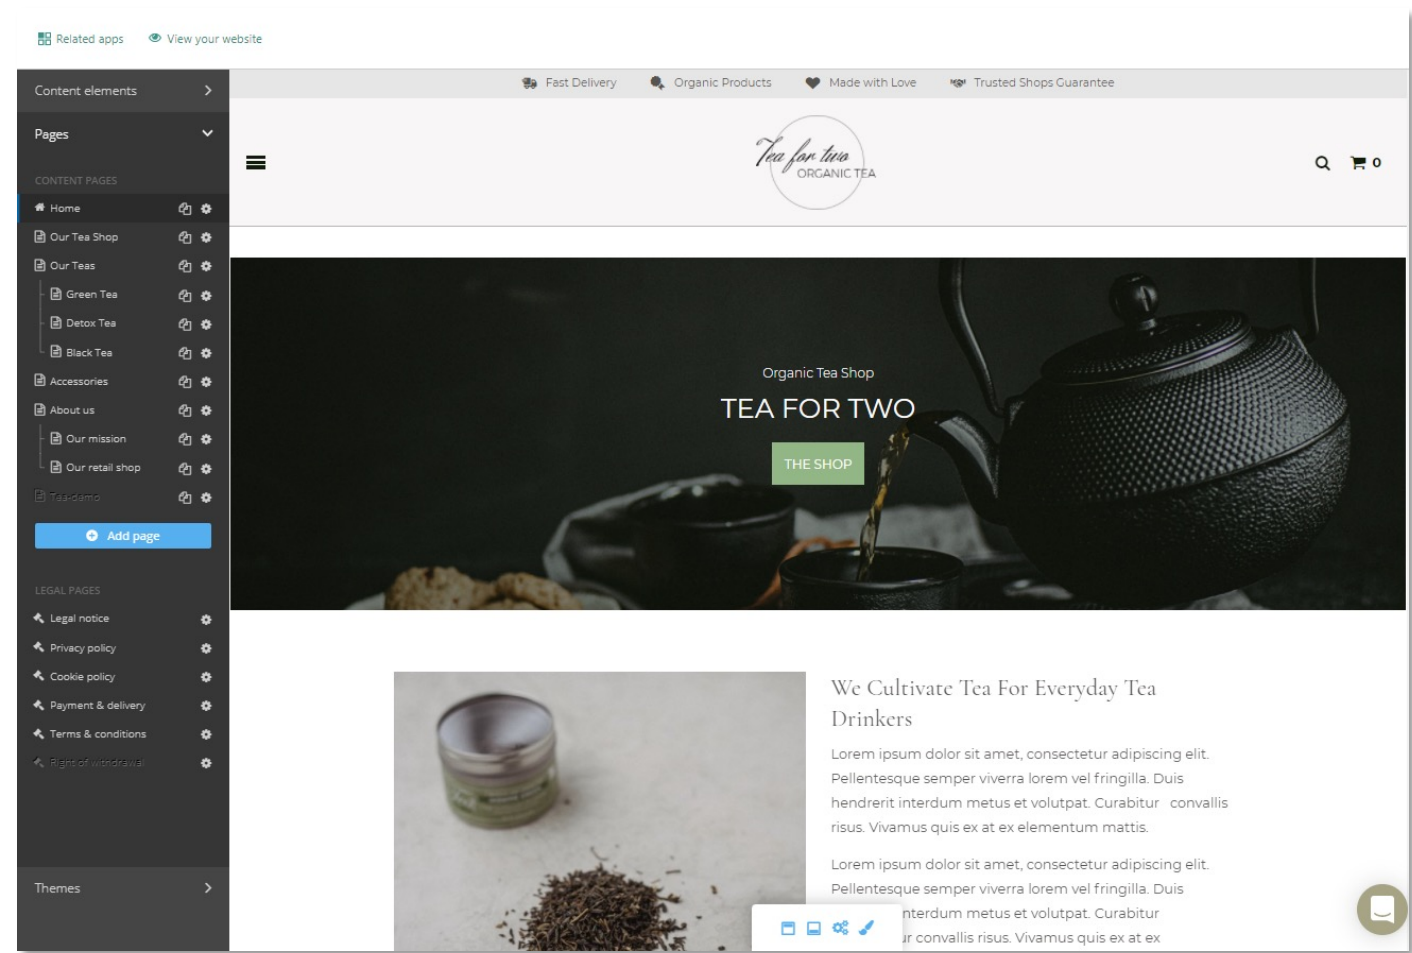 Related apps
View your website
Content elements
Fast Delivery
Organic Products
Made with Love
Trusted Shops Guarantee
Pages
Tea for two
ORGANIC TEA
0
CONTENT PAGES
Home
Our Tea Shop
Our Teas
Green Tea
Detox Tea
Black Tea
Accessories
About us
Our mission
Our retail shop
Tea-demo
Add page
LEGAL PAGES
Legal notice
Privacy policy
Cookie policy
Payment & delivery
Terms & conditions
Right of withdrawal
Themes
Organic Tea Shop
TEA FOR TWO
THE SHOP
We Cultivate Tea For Everyday Tea
Drinkers
Lorem ipsum dolor sit amet, consectetur adipiscing elit.
Pellentesque semper viverra lorem vel fringilla. Duis
hendrerit interdum metus et volutpat. Curabitur convallis
risus. Vivamus quis ex at ex elementum mattis.
Lorem ipsum dolor sit amet, consectetur adipiscing elit.
Pellentesque semper viverra lorem vel fringilla. Duis
interdum metus et volutpat. Curabitur
convallis risus. Vivamus quis ex at ex